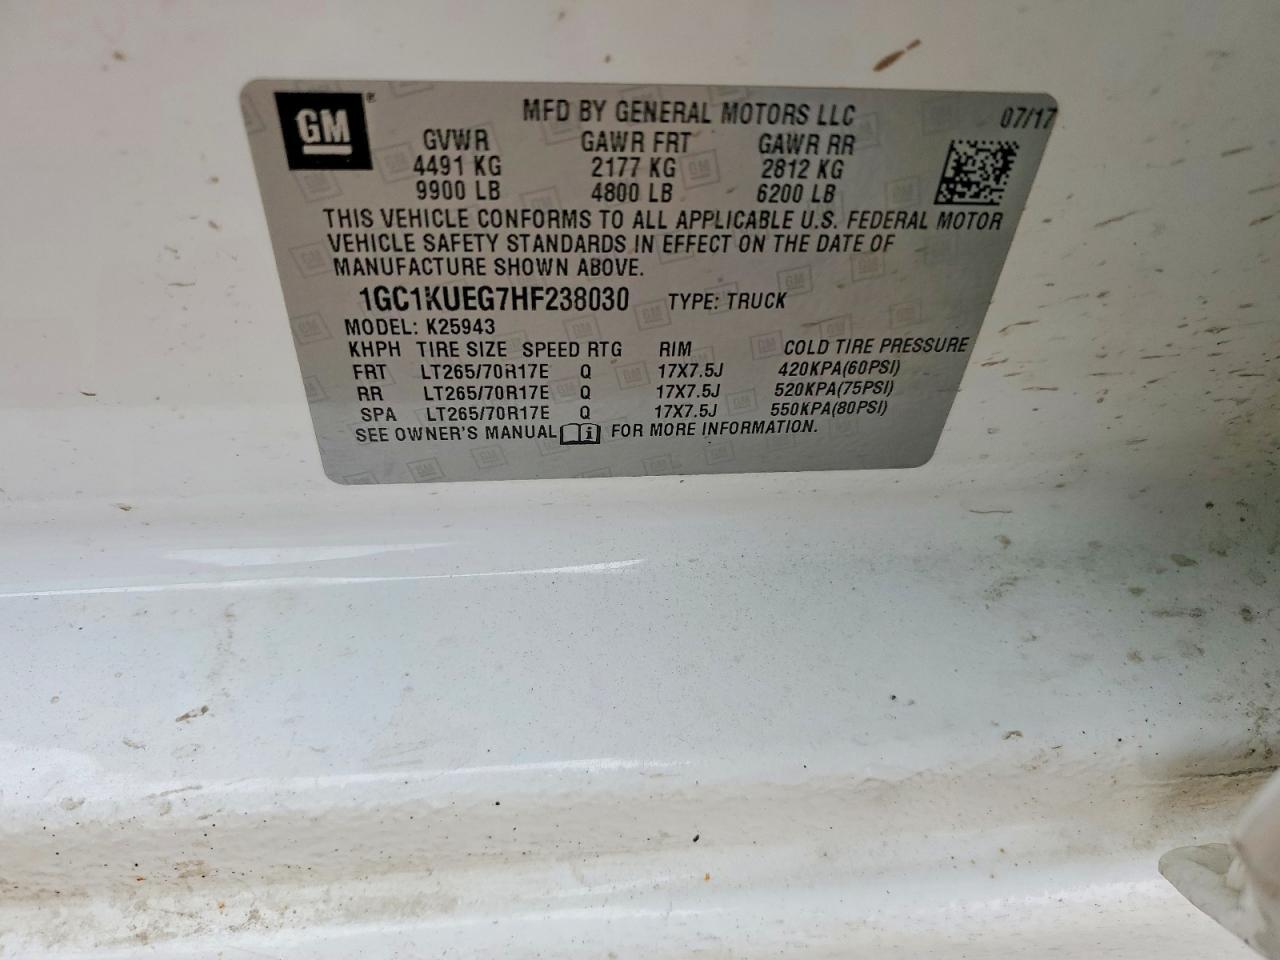 GM® MFD BY GENERAL MOTORS LLC 07/17
GVWR GAWR FRT GAWR RR
4491 KG 2177 KG 2812 KG
9900 LB 4800 LB 6200 LB
THIS VEHICLE CONFORMS TO ALL APPLICABLE U.S. FEDERAL MOTOR
VEHICLE SAFETY STANDARDS IN EFFECT ON THE DATE OF
MANUFACTURE SHOWN ABOVE.
1GC1KUEG7HF238030 TYPE: TRUCK
MODEL: K25943
KHPH TIRE SIZE SPEED RTG RIM COLD TIRE PRESSURE
FRT LT265/70R17E Q 17X7.5J 420KPA(60PSI)
RR LT265/70R17E Q 17X7.5J 520KPA(75PSI)
SPA LT265/70R17E Q 17X7.5J 550KPA(80PSI)
SEE OWNER'S MANUAL i FOR MORE INFORMATION.